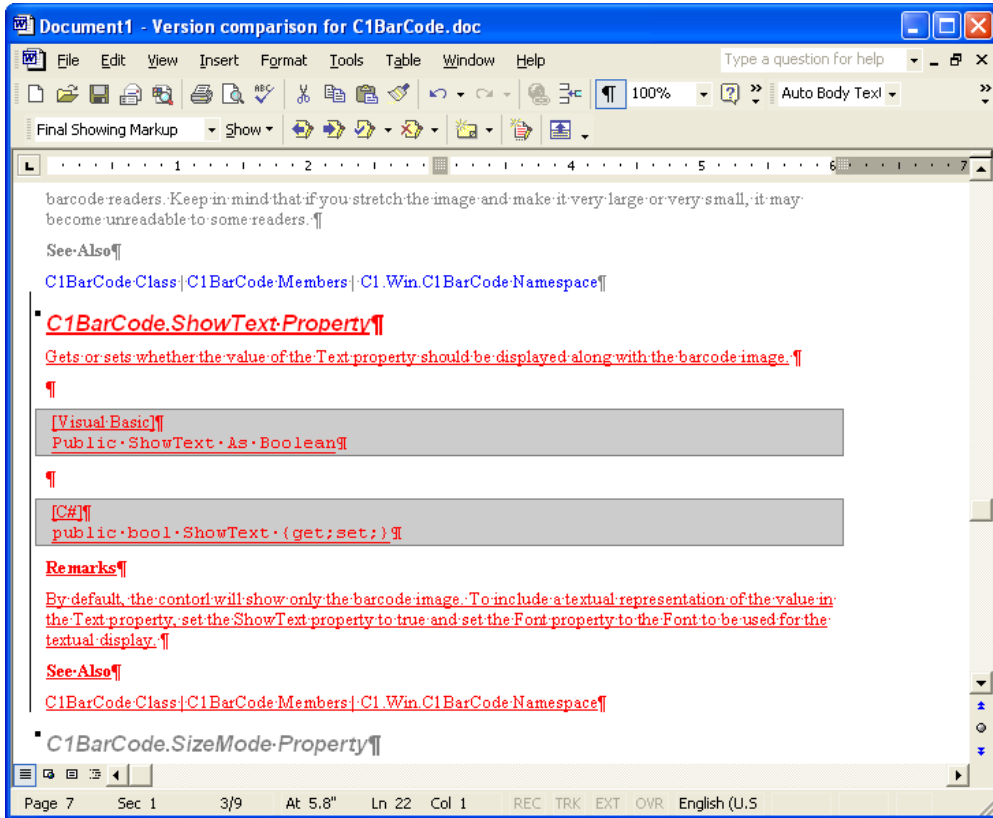 Document1 - Version comparison for C1BarCode.doc
File Edit View Insert Format Tools Table Window Help Type a question for help
100% Auto Body Text
Final Showing Markup Show
1 2 4 5 6 7
barcode readers. Keep in mind that if you stretch the image and make it very large or very small, it may
become unreadable to some readers. ¶
See Also¶
C1BarCode Class | C1BarCode Members | C1.Win.C1BarCode Namespace¶
C1BarCode.ShowText Property¶
Gets or sets whether the value of the Text property should be displayed along with the barcode image. ¶
¶
[Visual Basic]¶
Public ShowText As Boolean¶
¶
[C#]¶
public bool ShowText {get;set;}¶
Remarks¶
By default, the contorl will show only the barcode image. To include a textual representation of the value in
the Text property, set the ShowText property to true and set the Font property to the Font to be used for the
textual display. ¶
See Also¶
C1BarCode Class | C1BarCode Members | C1.Win.C1BarCode Namespace¶
C1BarCode.SizeMode Property¶
Page 7 Sec 1 3/9 At 5.8" Ln 22 Col 1 REC TRK EXT OVR English (U.S